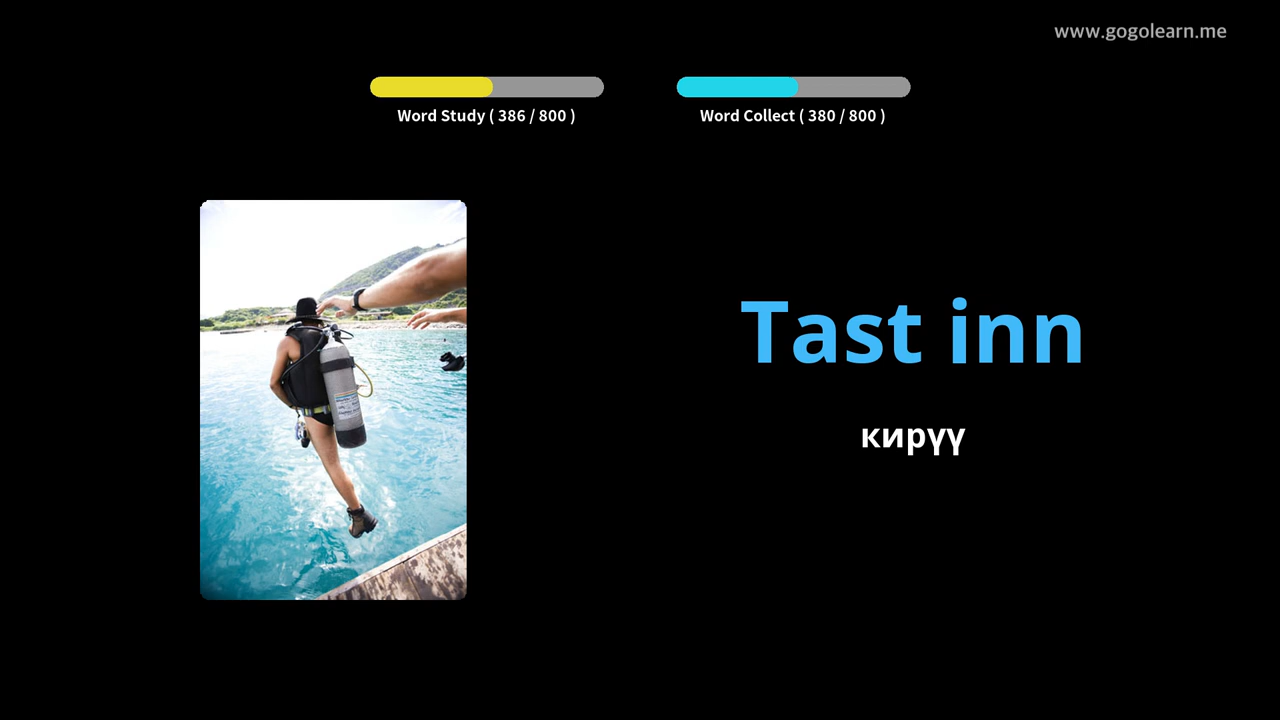 www.gogolearn.me
Word Study ( 386 / 800 )
Word Collect ( 380 / 800 )
Tast inn
кирүү